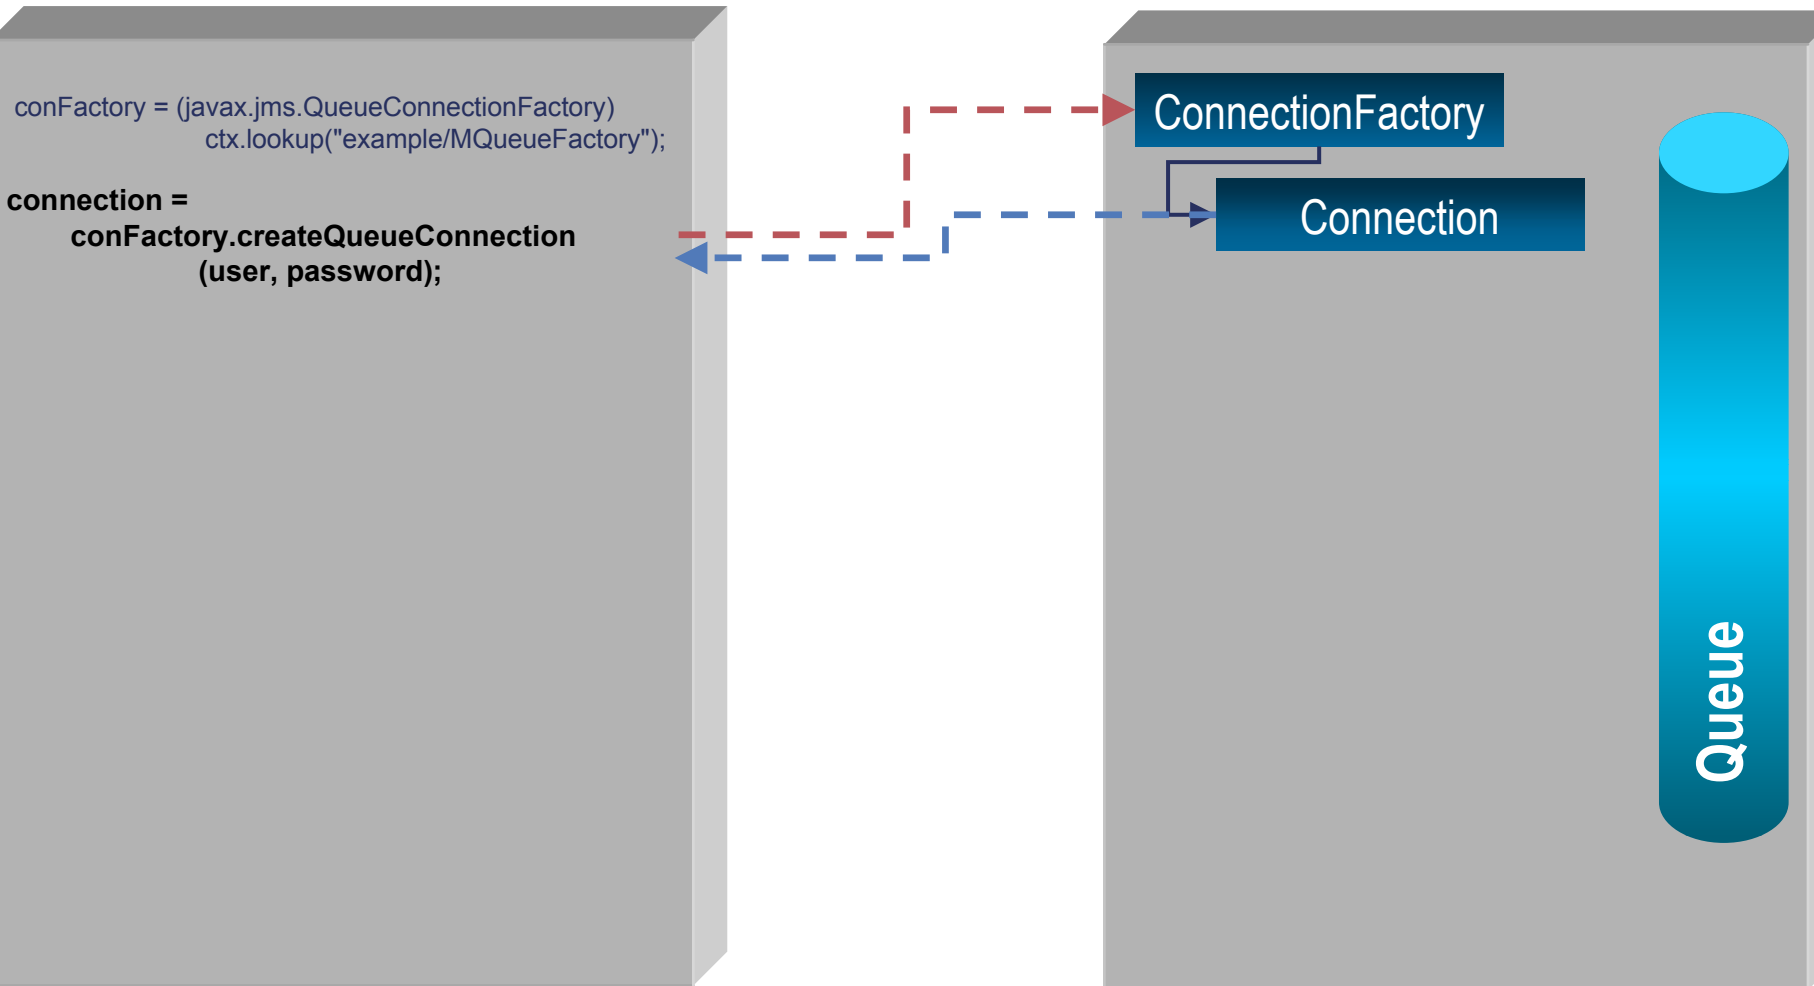 conFactory = (javax.jms.QueueConnectionFactory)
ctx.lookup("example/MQueueFactory");
connection =
conFactory.createQueueConnection
(user, password);
ConnectionFactory
Connection
Queue